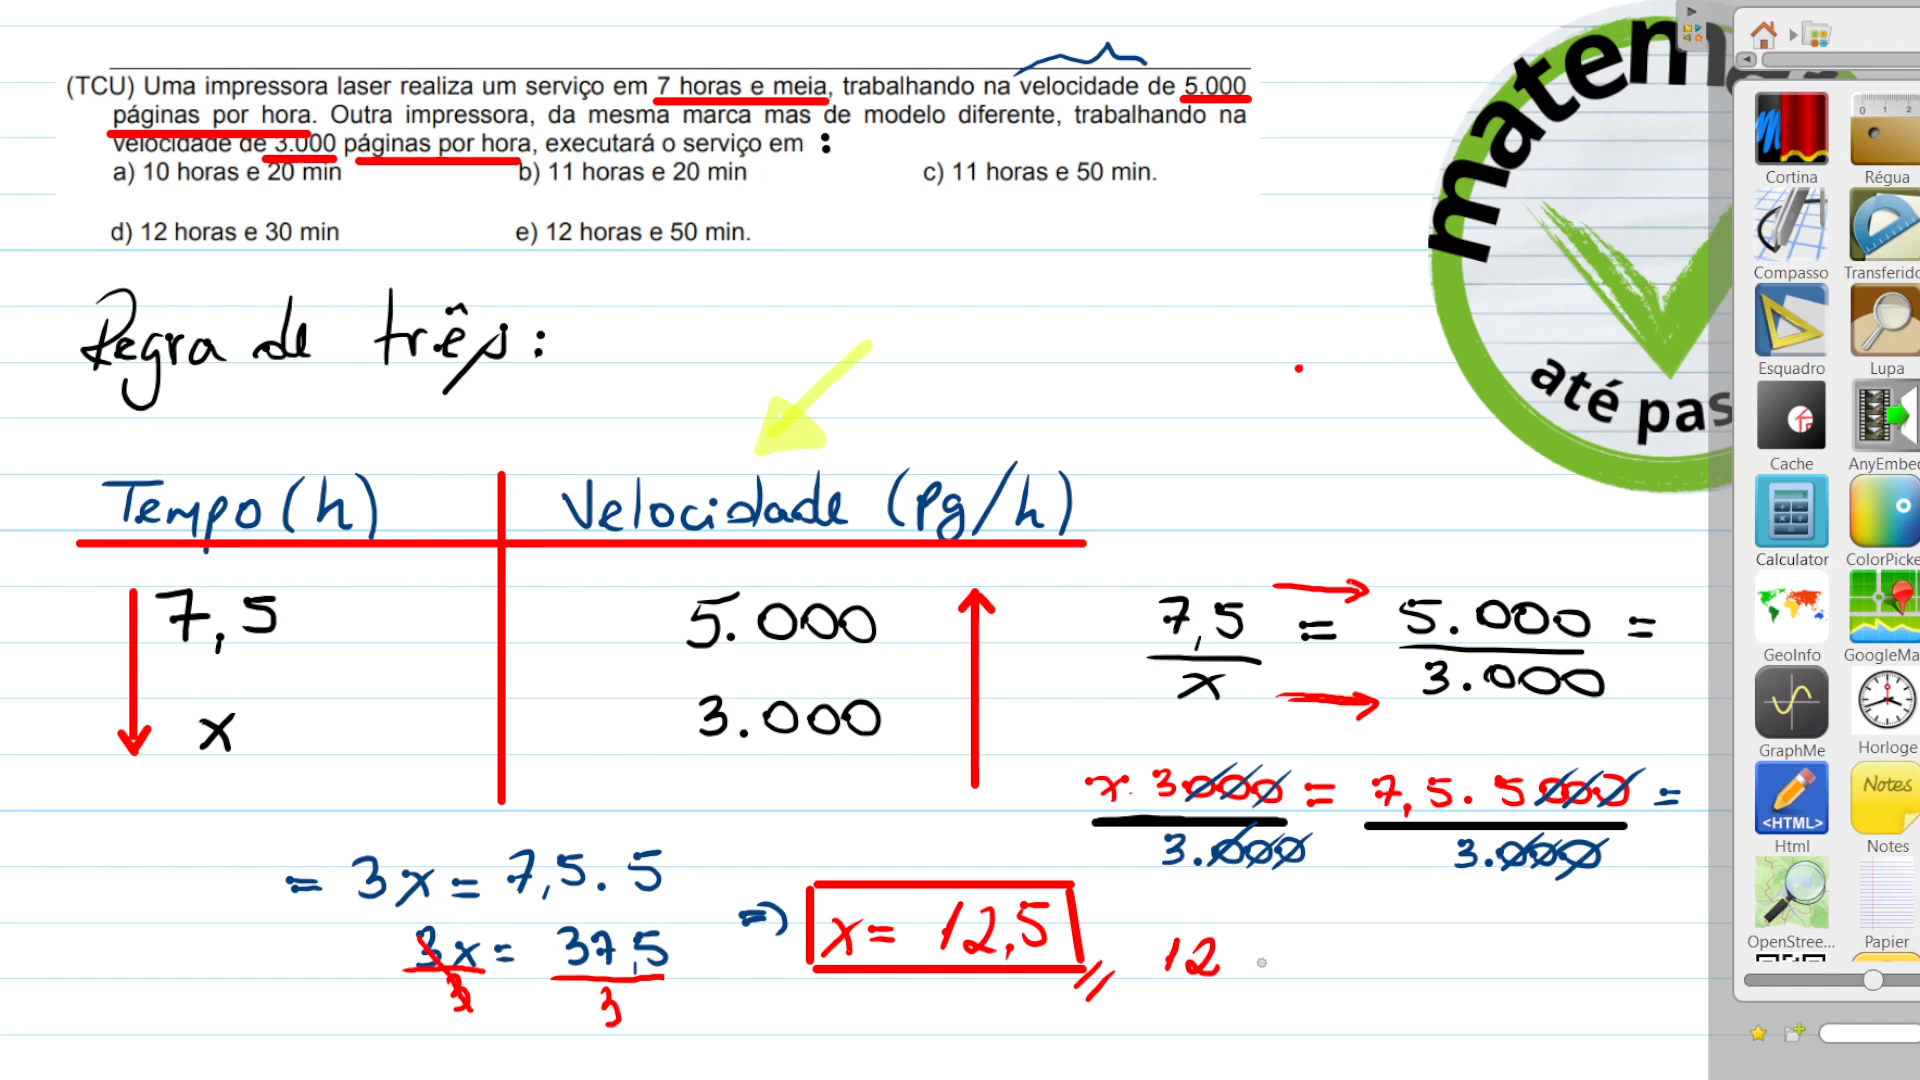 (TCU) Uma impressora laser realiza um serviço em 7 horas e meia, trabalhando na velocidade de 5.000
páginas por hora. Outra impressora, da mesma marca mas de modelo diferente, trabalhando na
velocidade de 3.000 páginas por hora, executará o serviço em :
a) 10 horas e 20 min b) 11 horas e 20 min c) 11 horas e 50 min.
d) 12 horas e 30 min e) 12 horas e 50 min.
Regra de três:
Tempo (h) Velocidade (Pg/h)
7,5 5.000
x 3.000
7,5 = 5.000 =
x 3.000
x. 3000 = 7,5. 5000 =
3.000 3.000
= 3x = 7,5. 5
3x = 37,5
3 3
=> x = 12,5
12
matem
até pas
Cortina Régua
Compasso Transferido
Esquadro Lupa
Cache AnyEmbed
Calculator ColorPicke
GeoInfo GoogleMa
GraphMe Horloge
<HTML> Notes
Html Notes
OpenStree... Papier
0 1 2